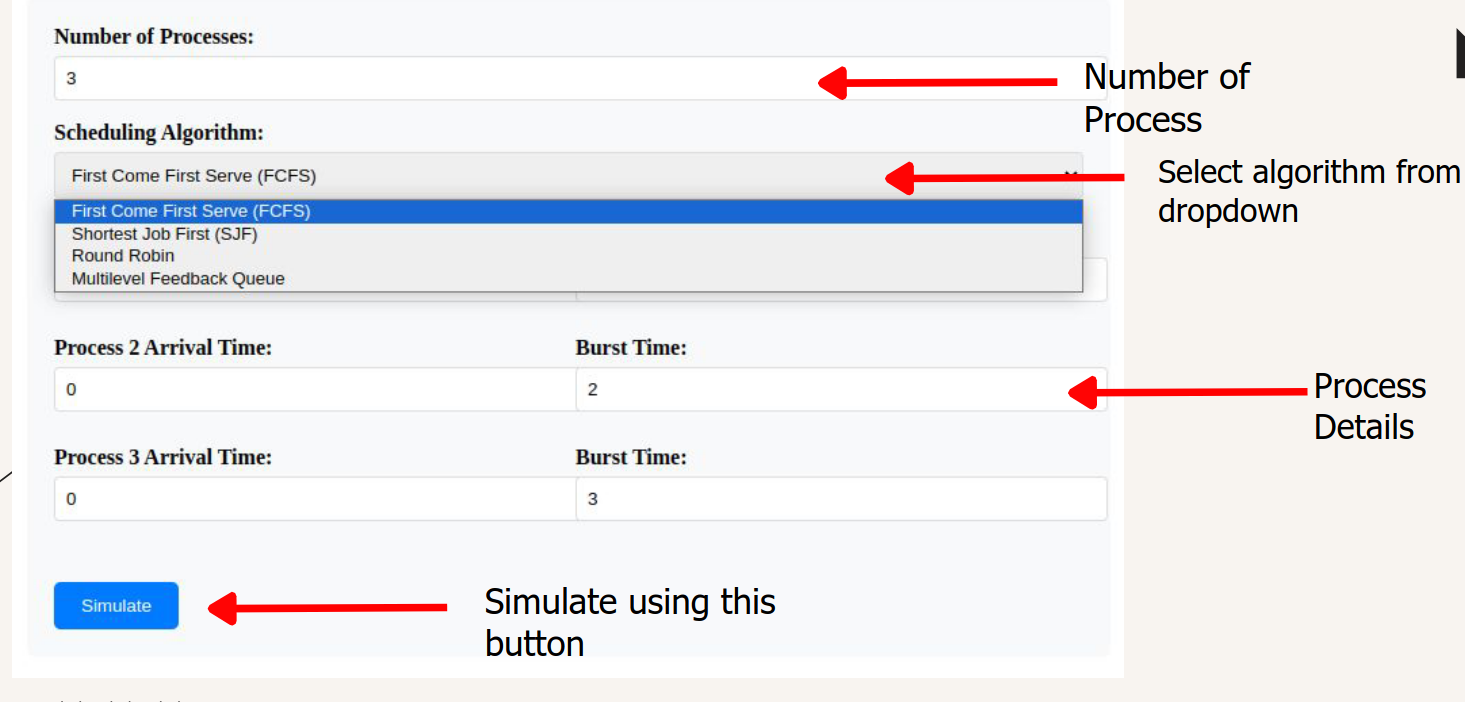 Number of Processes:
3
Number of
Process
Scheduling Algorithm:
First Come First Serve (FCFS)
Select algorithm from
dropdown
First Come First Serve (FCFS)
Shortest Job First (SJF)
Round Robin
Multilevel Feedback Queue
Process 2 Arrival Time:
Burst Time:
0
2
Process
Details
Process 3 Arrival Time:
Burst Time:
0
3
Simulate
Simulate using this
button